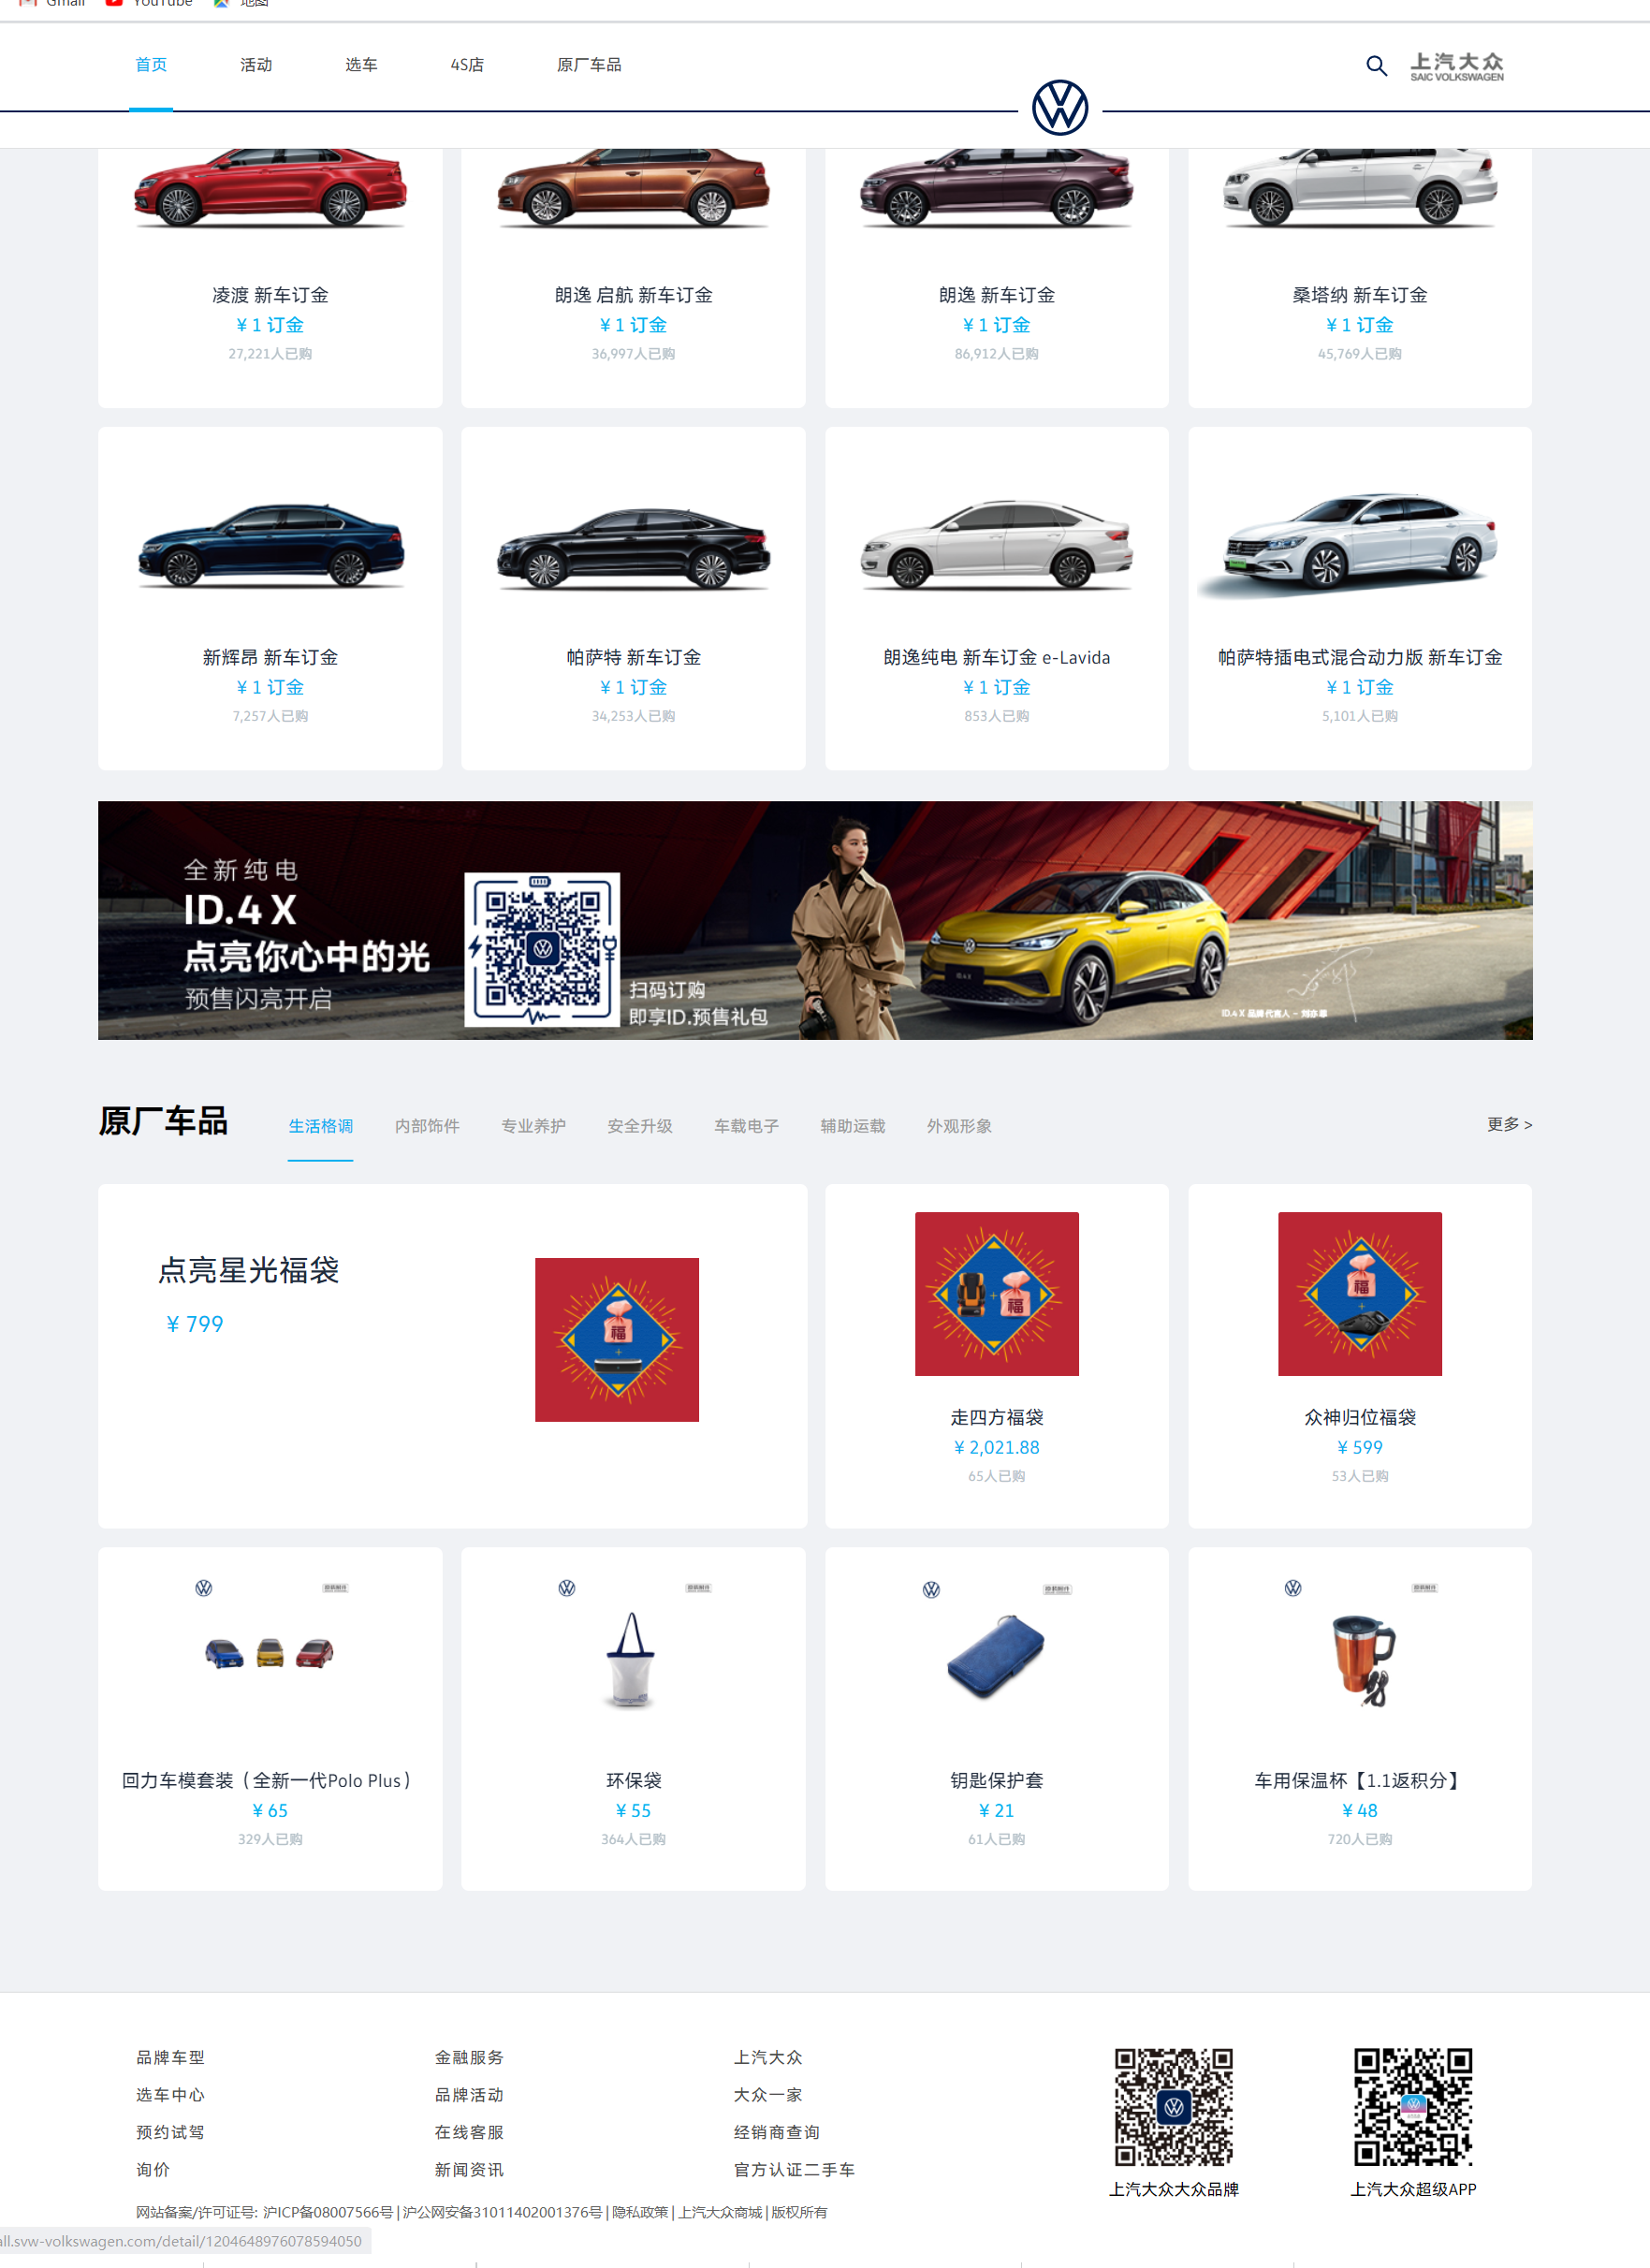 Gmail YouTube 地图
首页 活动 选车 4S店 原厂车品
上汽大众
SAIC VOLKSWAGEN
凌渡 新车订金 朗逸 启航 新车订金 朗逸 新车订金 桑塔纳 新车订金
¥ 1 订金 ¥ 1 订金 ¥ 1 订金 ¥ 1 订金
27,221人已购 36,997人已购 86,912人已购 45,769人已购
新辉昂 新车订金 帕萨特 新车订金 朗逸纯电 新车订金 e-Lavida 帕萨特插电式混合动力版 新车订金
¥ 1 订金 ¥ 1 订金 ¥ 1 订金 ¥ 1 订金
7,257人已购 34,253人已购 853人已购 5,101人已购
全新纯电
ID.4 X
点亮你心中的光
预售闪亮开启
扫码订购
即享ID.预售礼包
ID.4 X 品牌代言人 - 刘亦菲
原厂车品 生活格调 内部饰件 专业养护 安全升级 车载电子 辅助运载 外观形象 更多 >
点亮星光福袋
¥ 799
福
福
福
走四方福袋 众神归位福袋
¥ 2,021.88 ¥ 599
65人已购 53人已购
回力车模套装（全新一代Polo Plus） 环保袋 钥匙保护套 车用保温杯【1.1返积分】
¥ 65 ¥ 55 ¥ 21 ¥ 48
329人已购 364人已购 61人已购 720人已购
品牌车型 金融服务 上汽大众
选车中心 品牌活动 大众一家
预约试驾 在线客服 经销商查询
询价 新闻资讯 官方认证二手车
上汽大众大众品牌 上汽大众超级APP
网站备案/许可证号: 沪ICP备08007566号 | 沪公网安备31011402001376号 | 隐私政策 | 上汽大众商城 | 版权所有
all.svw-volkswagen.com/detail/1204648976078594050